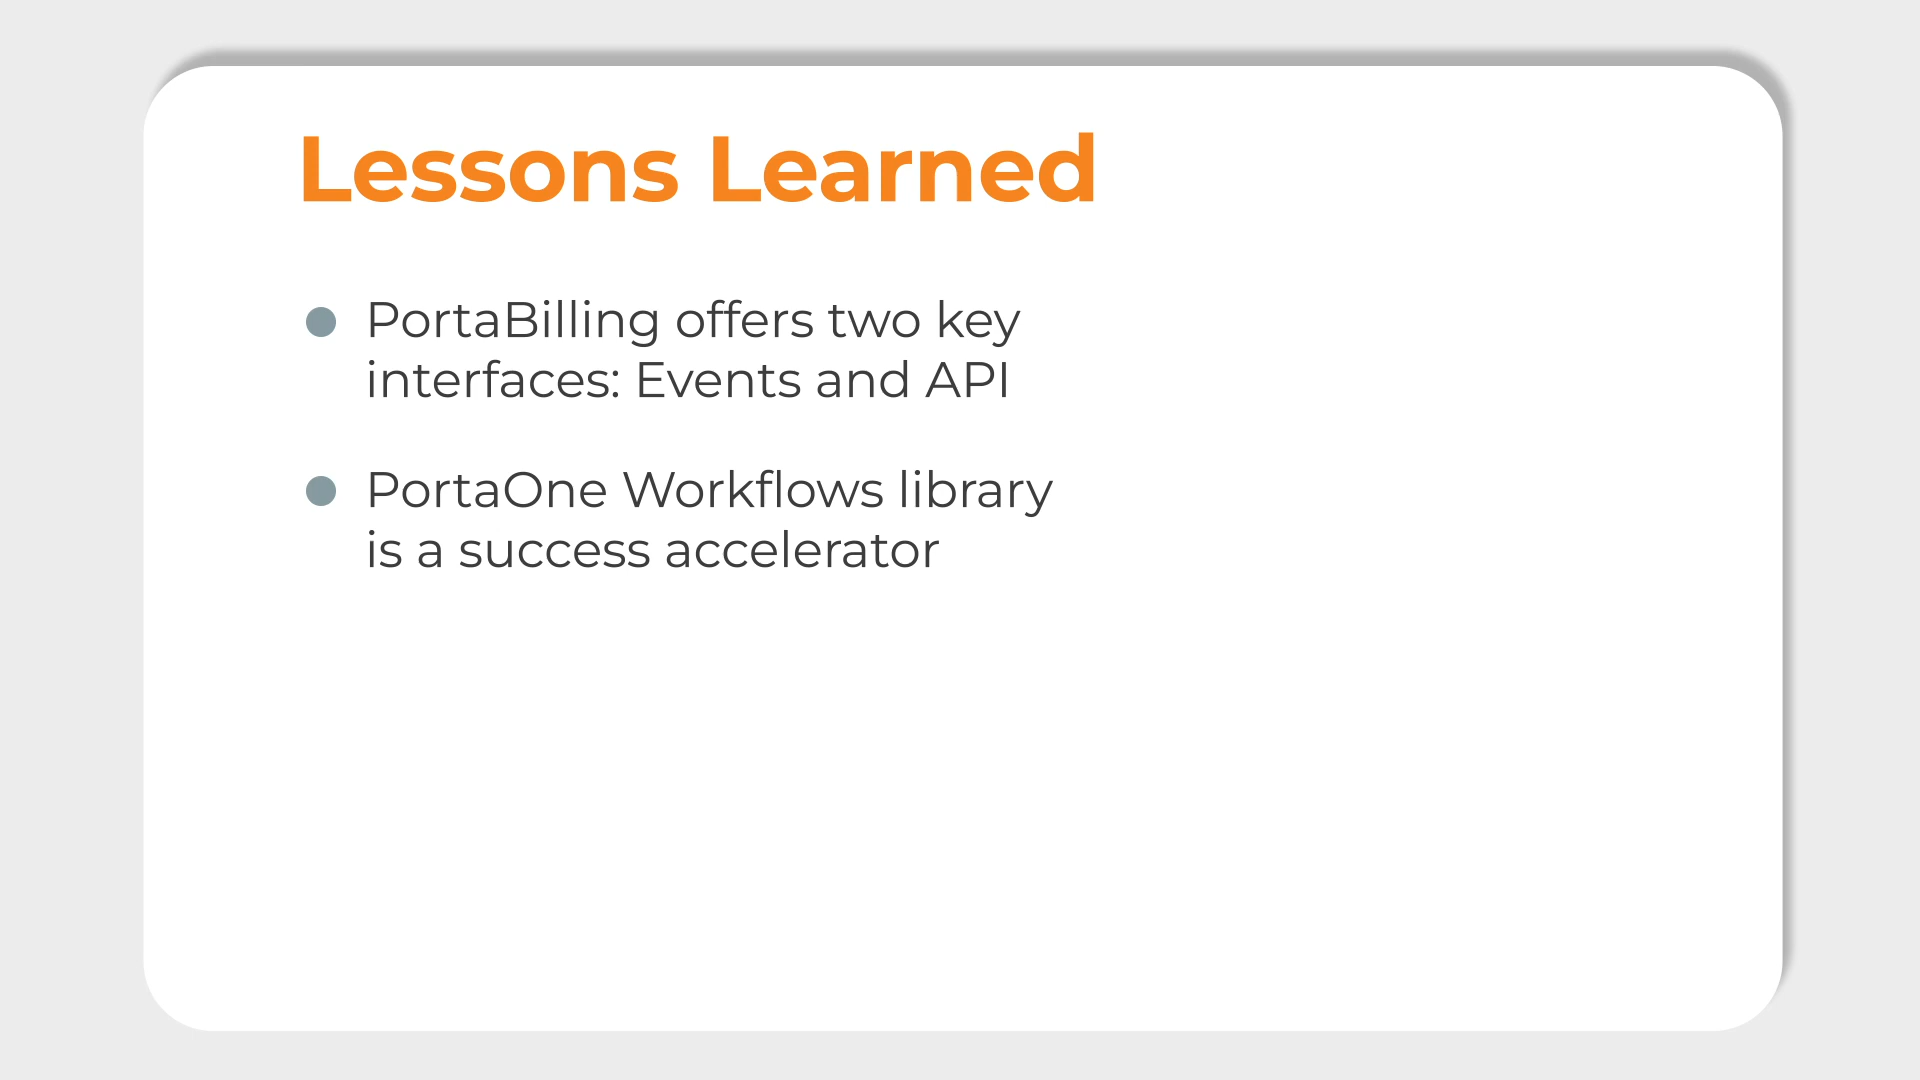 Lessons Learned
PortaBilling offers two key
interfaces: Events and API
PortaOne Workflows library
is a success accelerator